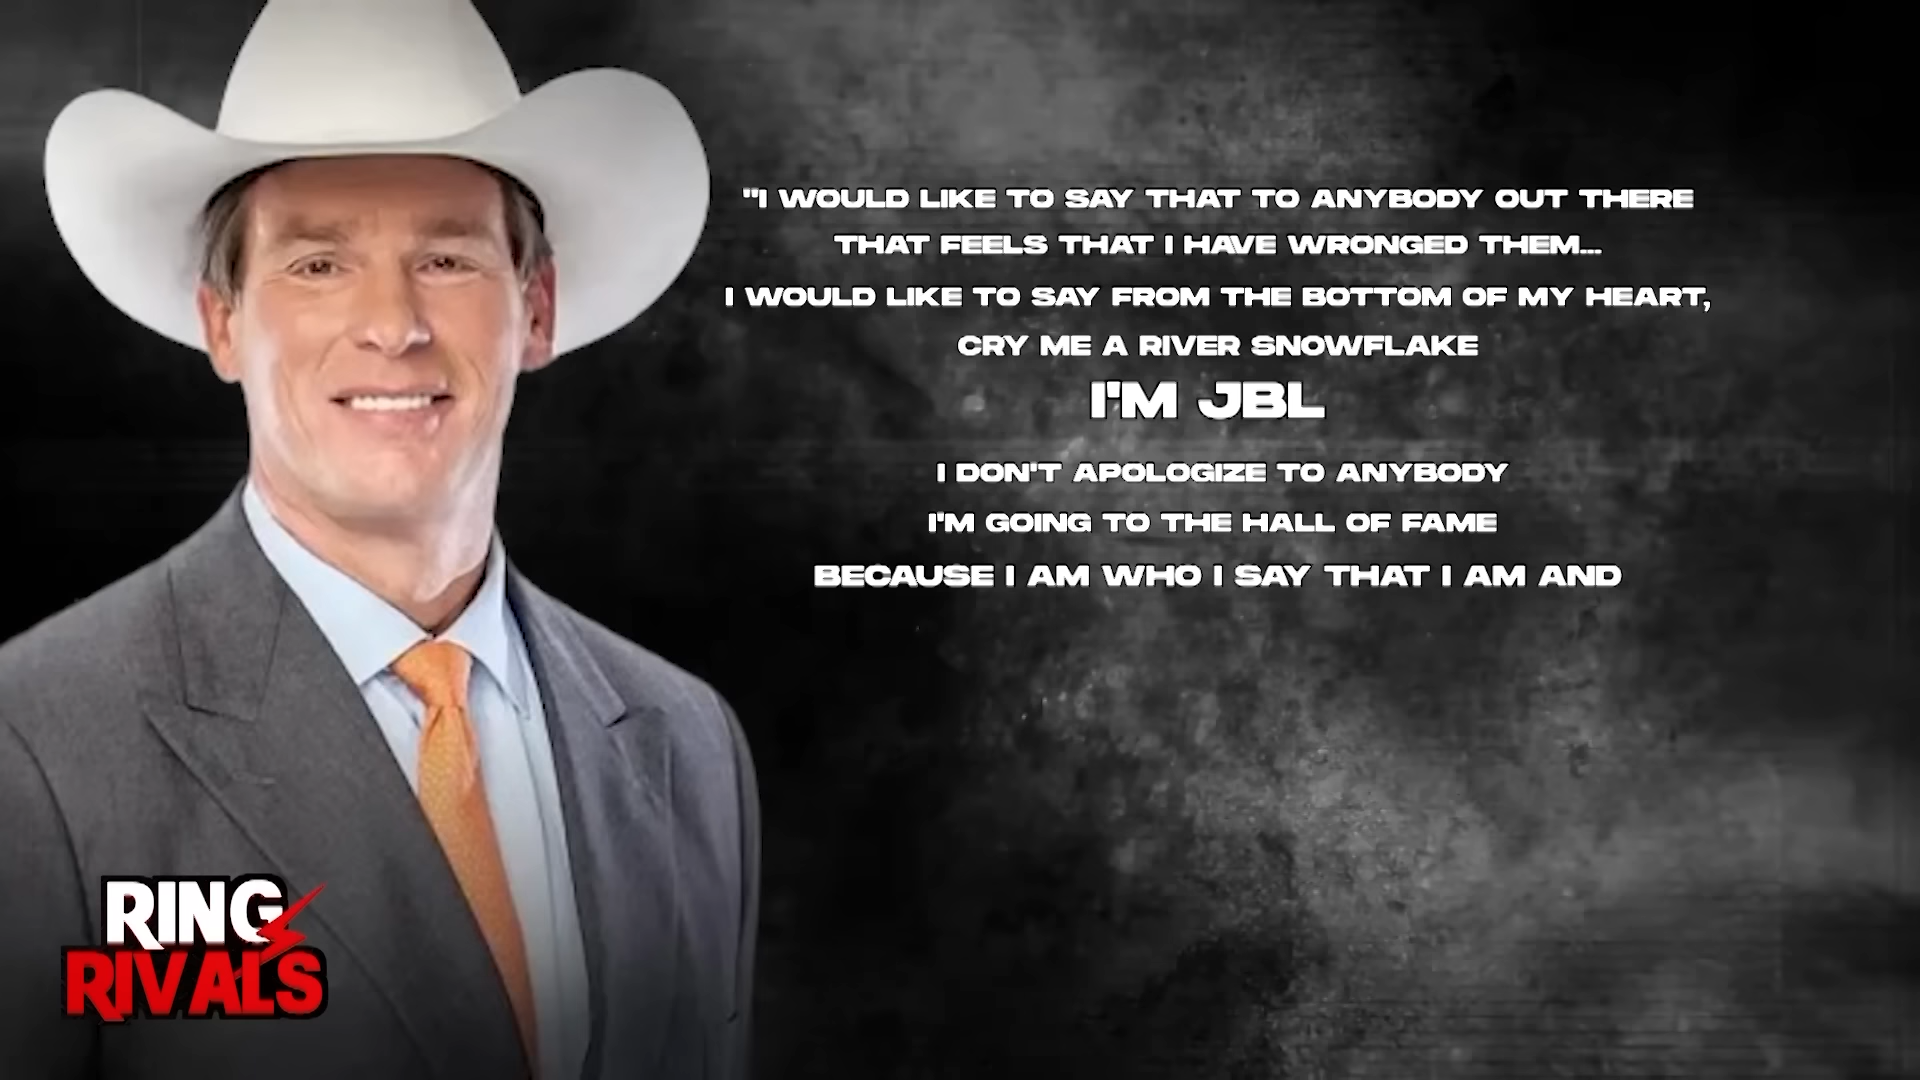 "I WOULD LIKE TO SAY THAT TO ANYBODY OUT THERE
THAT FEELS THAT I HAVE WRONGED THEM...
I WOULD LIKE TO SAY FROM THE BOTTOM OF MY HEART,
CRY ME A RIVER SNOWFLAKE
I'M JBL
I DON'T APOLOGIZE TO ANYBODY
I'M GOING TO THE HALL OF FAME
BECAUSE I AM WHO I SAY THAT I AM AND
RING
RIVALS